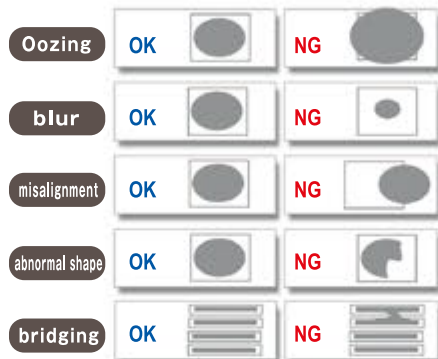 Oozing OK NG
blur OK NG
misalignment OK NG
abnormal shape OK NG
bridging OK NG